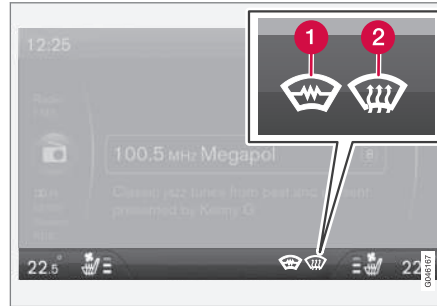 12:25
1
2
Radio
100.5 MHz Megapol
Classic jazz tunes from best and
presented by Kenny G
22.5°
22
G046167